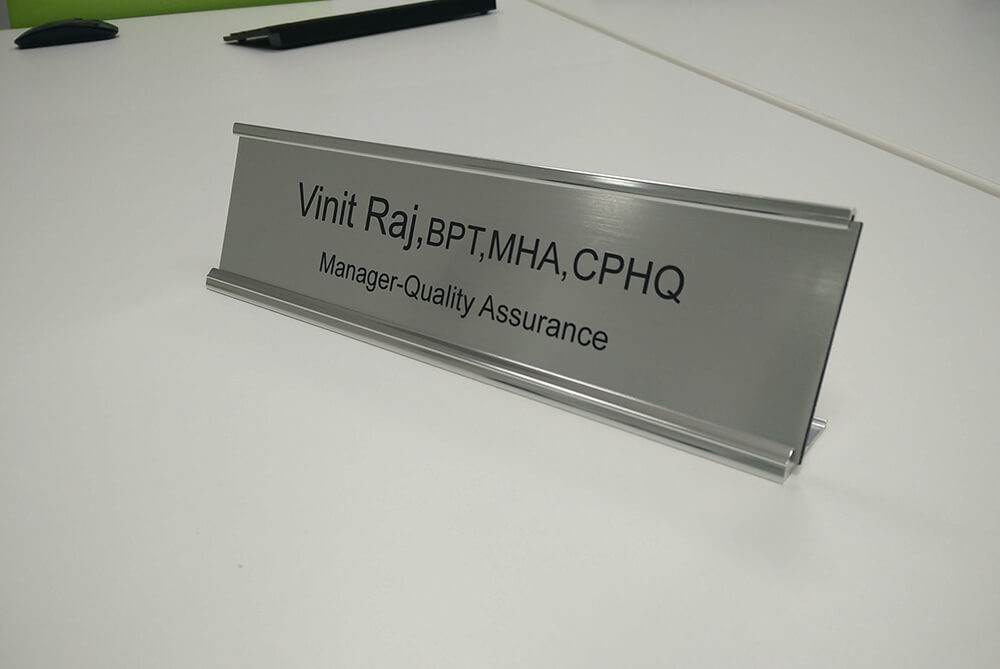 Vinit Raj,BPT,MHA,CPHQ
Manager-Quality Assurance